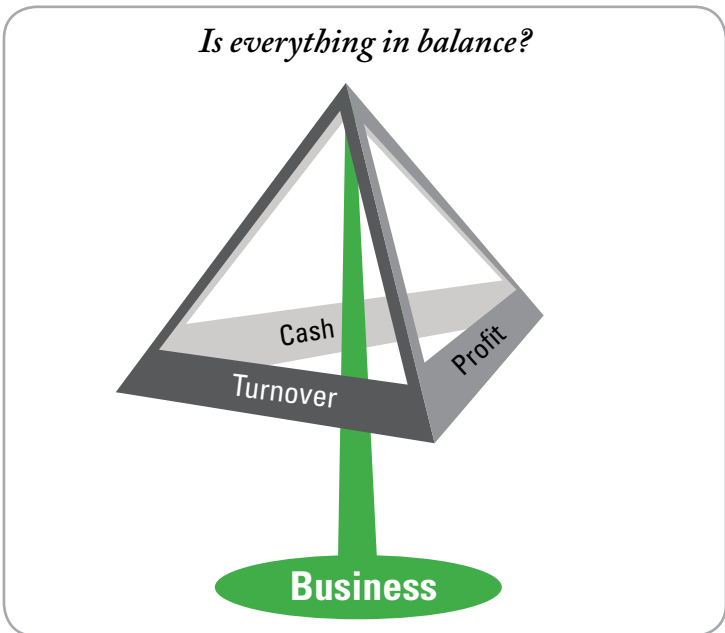 Is everything in balance?
Cash
Profit
Turnover
Business